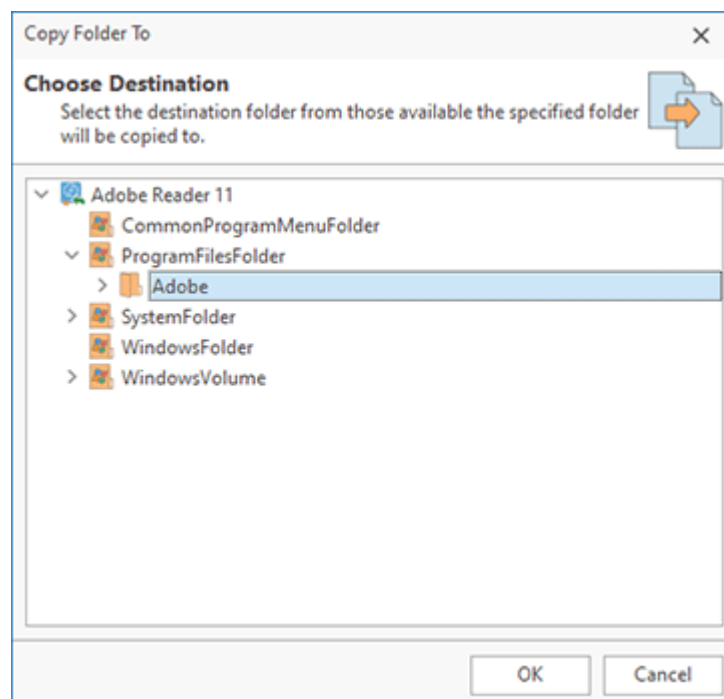 Copy Folder To
Choose Destination
Select the destination folder from those available the specified folder
will be copied to.
Adobe Reader 11
CommonProgramMenuFolder
ProgramFilesFolder
Adobe
SystemFolder
WindowsFolder
WindowsVolume
OK Cancel